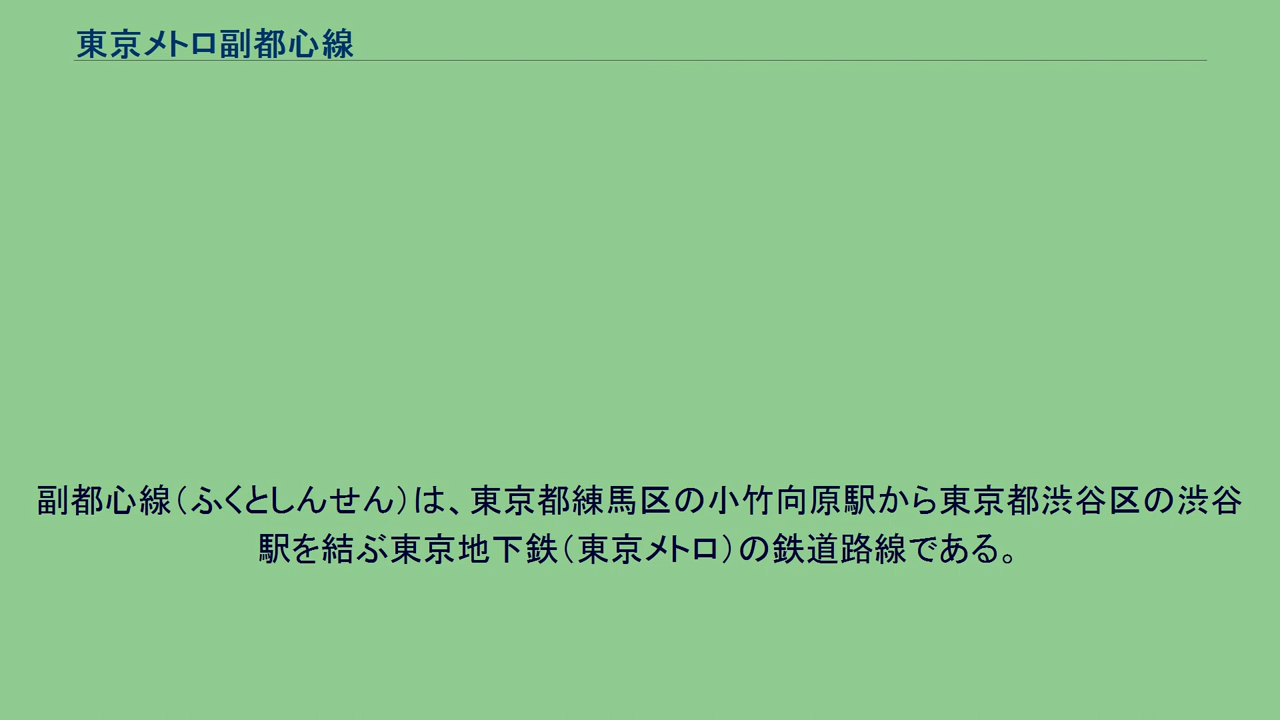 東京メトロ副都心線
副都心線（ふくとしんせん）は、東京都練馬区の小竹向原駅から東京都渋谷区の渋谷
駅を結ぶ東京地下鉄（東京メトロ）の鉄道路線である。